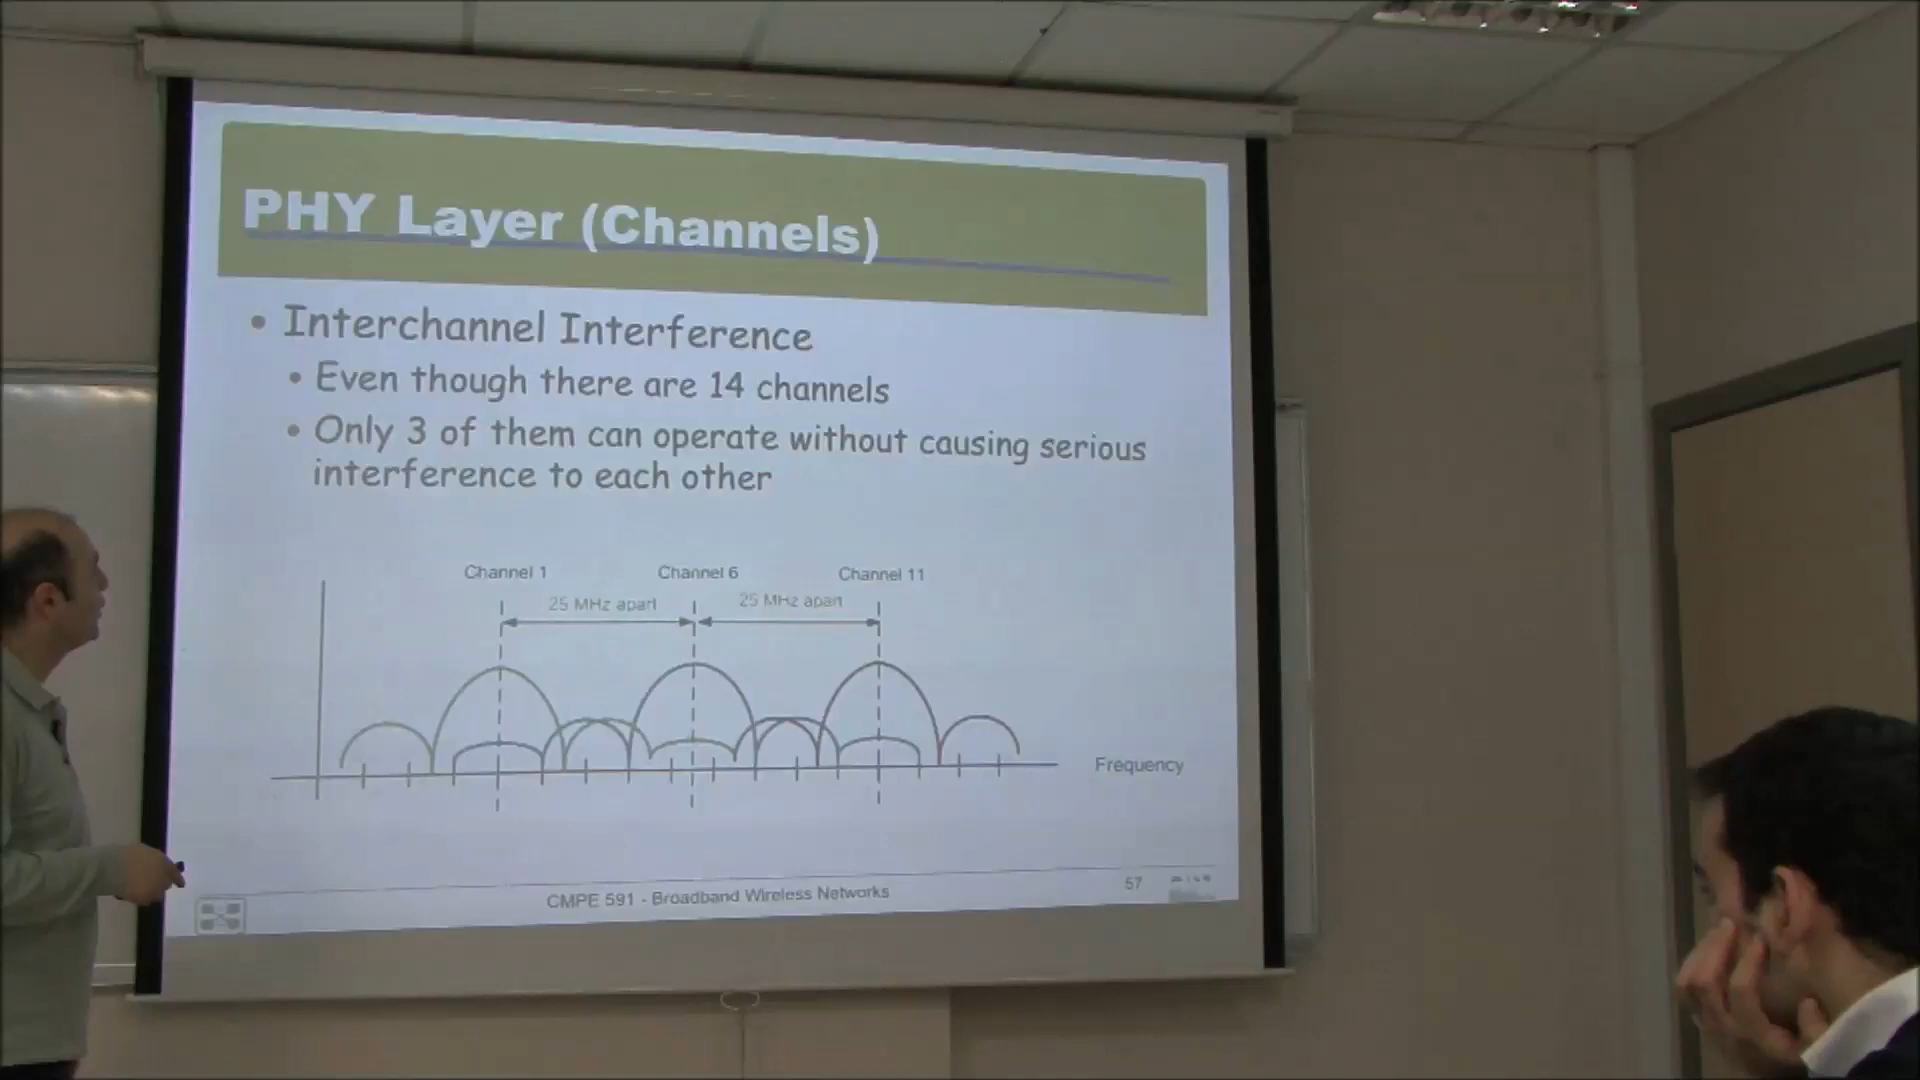 PHY Layer (Channels)
• Interchannel Interference
• Even though there are 14 channels
• Only 3 of them can operate without causing serious
interference to each other
Channel 1 Channel 6 Channel 11
25 MHz apart 25 MHz apart
Frequency
CMPE 591 - Broadband Wireless Networks 57